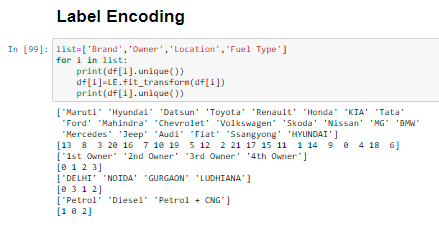 Label Encoding
In [99]: list=['Brand','Owner','Location','Fuel Type']
for i in list:
    print(df[i].unique())
    df[i]=LE.fit_transform(df[i])
    print(df[i].unique())
['Maruti' 'Hyundai' 'Datsun' 'Toyota' 'Renault' 'Honda' 'KIA' 'Tata'
 'Ford' 'Mahindra' 'Chevrolet' 'Volkswagen' 'Skoda' 'Nissan' 'MG' 'BMW'
 'Mercedes' 'Jeep' 'Audi' 'Fiat' 'Ssangyong' 'HYUNDAI']
[13  8  3 20 16  7 10 19  5 12  2 21 17 15 11  1 14  9  0  4 18  6]
['1st Owner' '2nd Owner' '3rd Owner' '4th Owner']
[0 1 2 3]
['DELHI' 'NOIDA' 'GURGAON' 'LUDHIANA']
[0 3 1 2]
['Petrol' 'Diesel' 'Petrol + CNG']
[1 0 2]